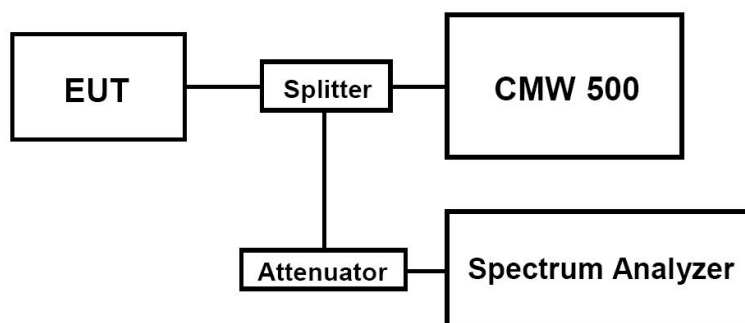 EUT
Splitter
CMW 500
Attenuator
Spectrum Analyzer